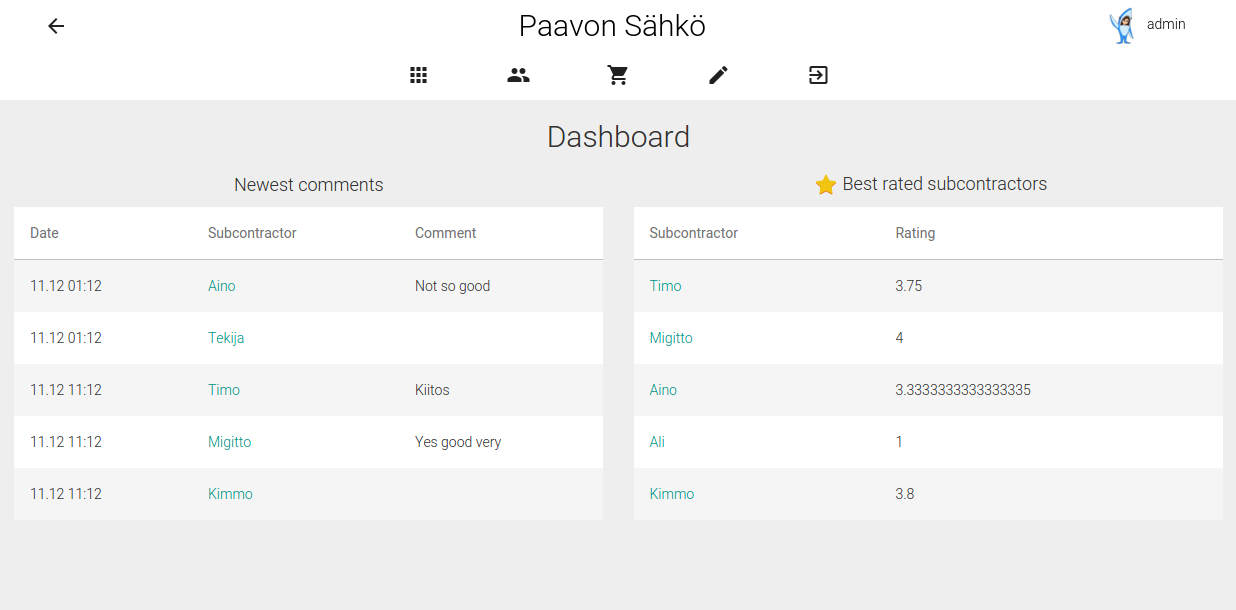 Paavon Sähkö
admin
Dashboard
Newest comments
Date Subcontractor Comment
11.12 01:12 Aino Not so good
11.12 01:12 Tekija
11.12 11:12 Timo Kiitos
11.12 11:12 Migitto Yes good very
11.12 11:12 Kimmo
Best rated subcontractors
Subcontractor Rating
Timo 3.75
Migitto 4
Aino 3.3333333333333335
Ali 1
Kimmo 3.8